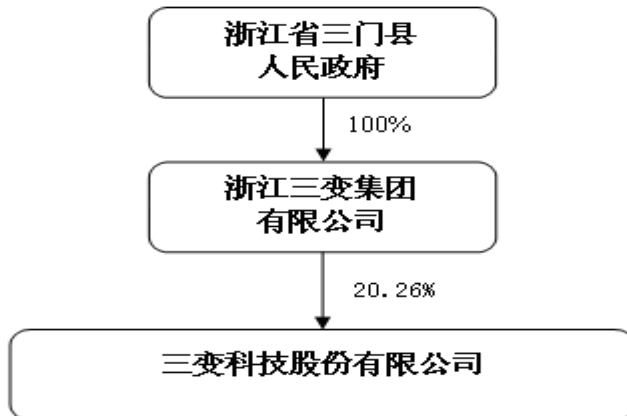 浙江省三门县
人民政府
100%
浙江三变集团
有限公司
20.26%
三变科技股份有限公司